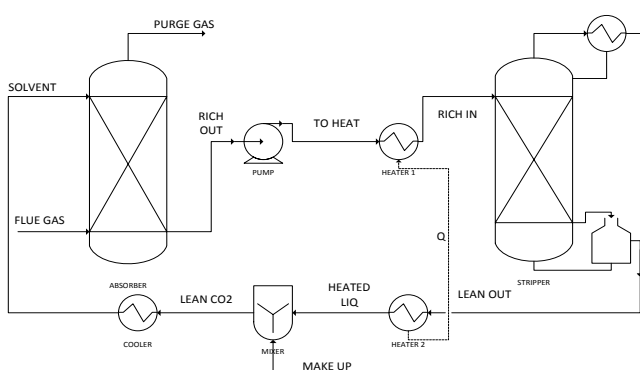 PURGE GAS
SOLVENT
RICH
OUT
TO HEAT
RICH IN
PUMP
HEATER 1
FLUE GAS
Q
ABSORBER
STRIPPER
LEAN CO2
HEATED
LIQ
LEAN OUT
COOLER
MIXER
HEATER 2
MAKE UP